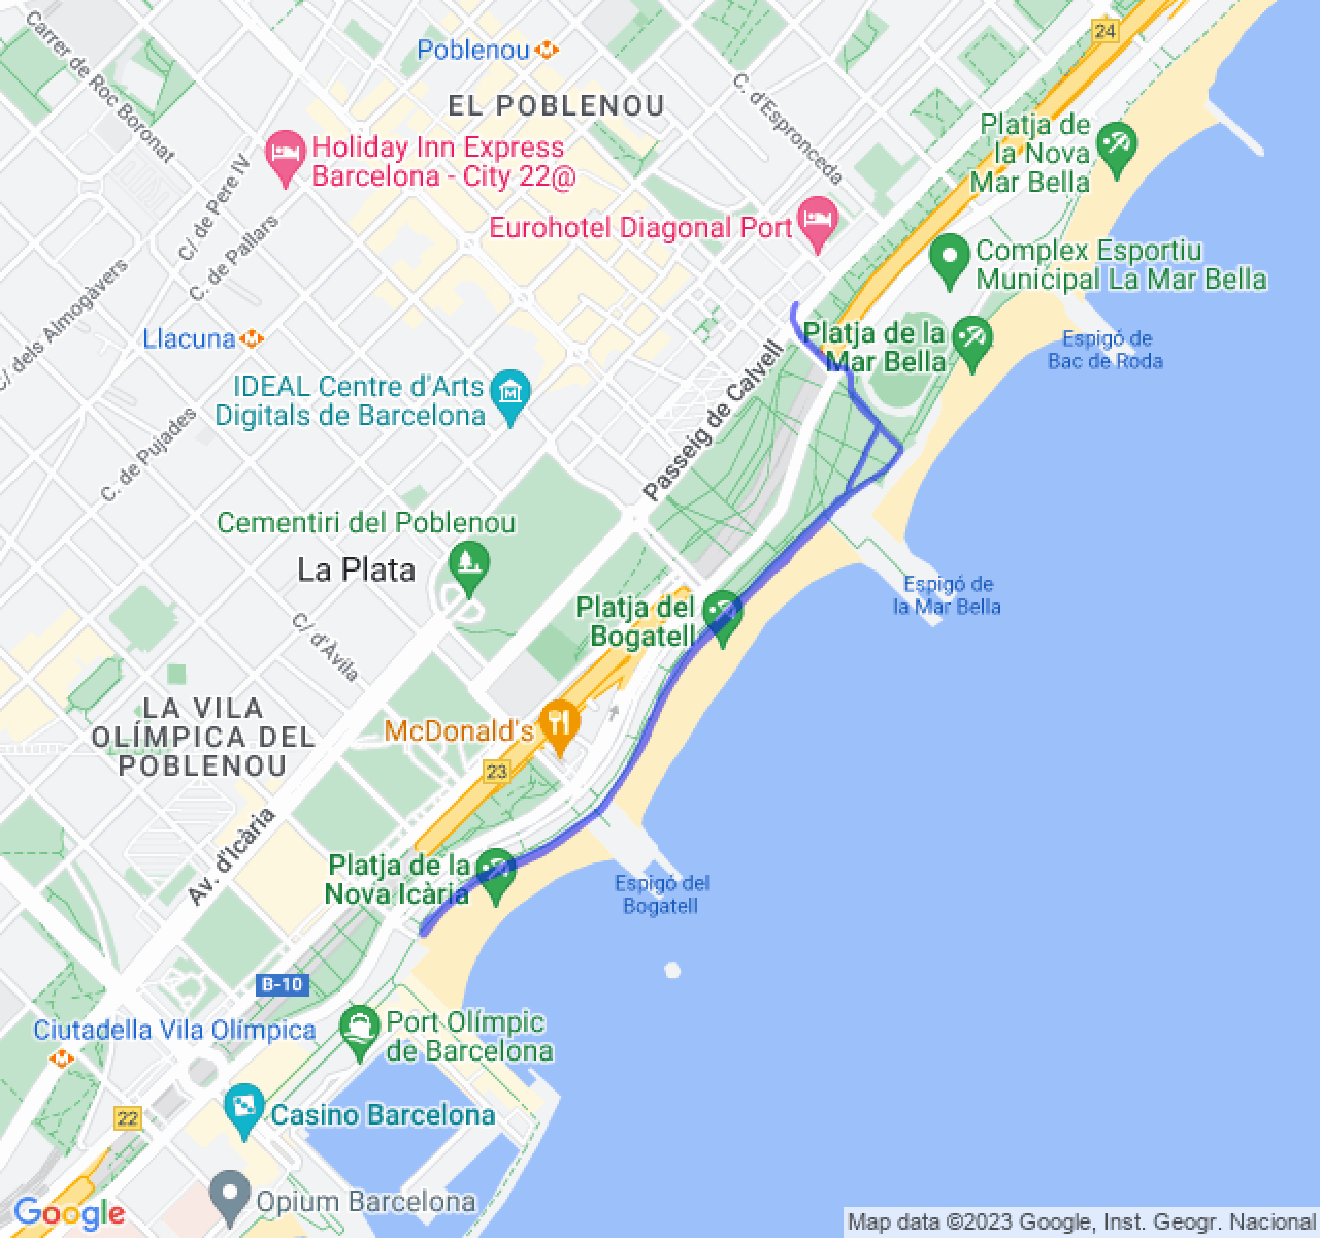 24
Carrer de Roc Boronat
Poblenou
EL POBLENOU
C. d'Espronceda
Platja de
la Nova
Mar Bella
Holiday Inn Express
Barcelona - City 22@
C/ de Pere IV
C. de Pallars
Eurohotel Diagonal Port
Complex Esportiu
Municipal La Mar Bella
C/ dels Almogàvers
Llacuna
Platja de la
Mar Bella
Espigó de
Bac de Roda
IDEAL Centre d'Arts
Digitals de Barcelona
Passeig de Calvell
C. de Pujades
Cementiri del Poblenou
La Plata
Espigó de
la Mar Bella
Platja del
Bogatell
C/ d'Àvila
LA VILA
OLÍMPICA DEL
POBLENOU
McDonald's
23
Av. d'Icària
Platja de la
Nova Icària
Espigó del
Bogatell
B-10
Ciutadella Vila Olímpica
Port Olímpic
de Barcelona
22
Casino Barcelona
Opium Barcelona
Google
Map data ©2023 Google, Inst. Geogr. Nacional